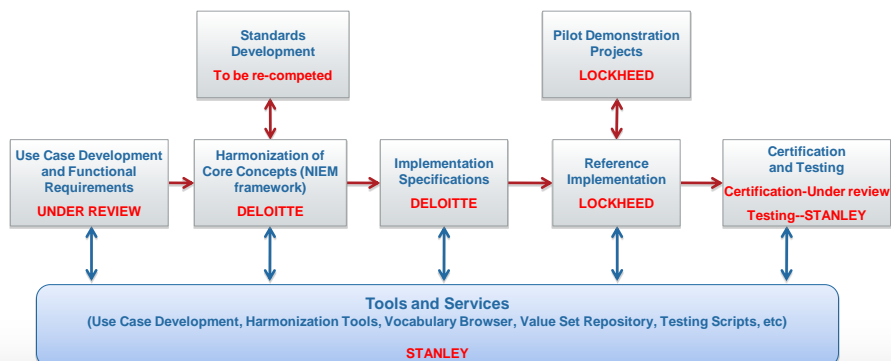 Standards
Development
To be re-competed
Pilot Demonstration
Projects
LOCKHEED
Use Case Development
and Functional
Requirements
UNDER REVIEW
Harmonization of
Core Concepts (NIEM
framework)
DELOITTE
Implementation
Specifications
DELOITTE
Reference
Implementation
LOCKHEED
Certification
and Testing
Certification-Under review
Testing--STANLEY
Tools and Services
(Use Case Development, Harmonization Tools, Vocabulary Browser, Value Set Repository, Testing Scripts, etc)
STANLEY